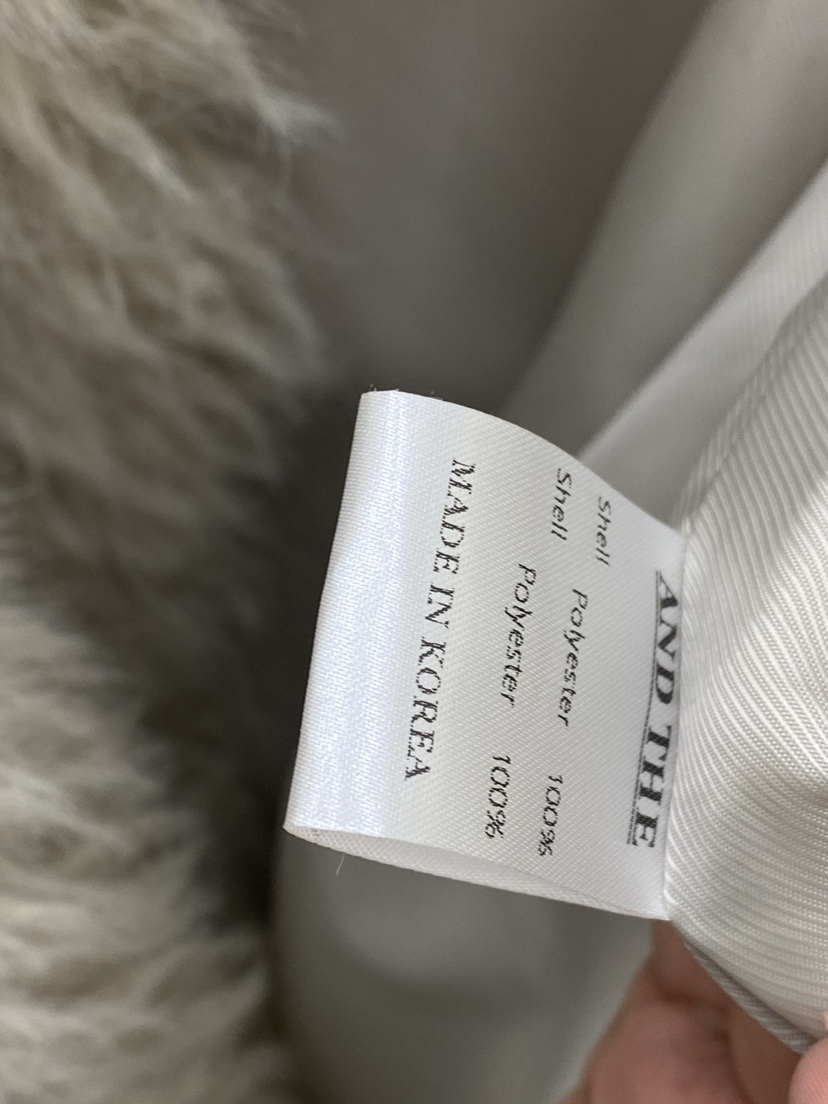 AND THE
Shell Polyester 100%
Shell Polyester 100%
MADE IN KOREA